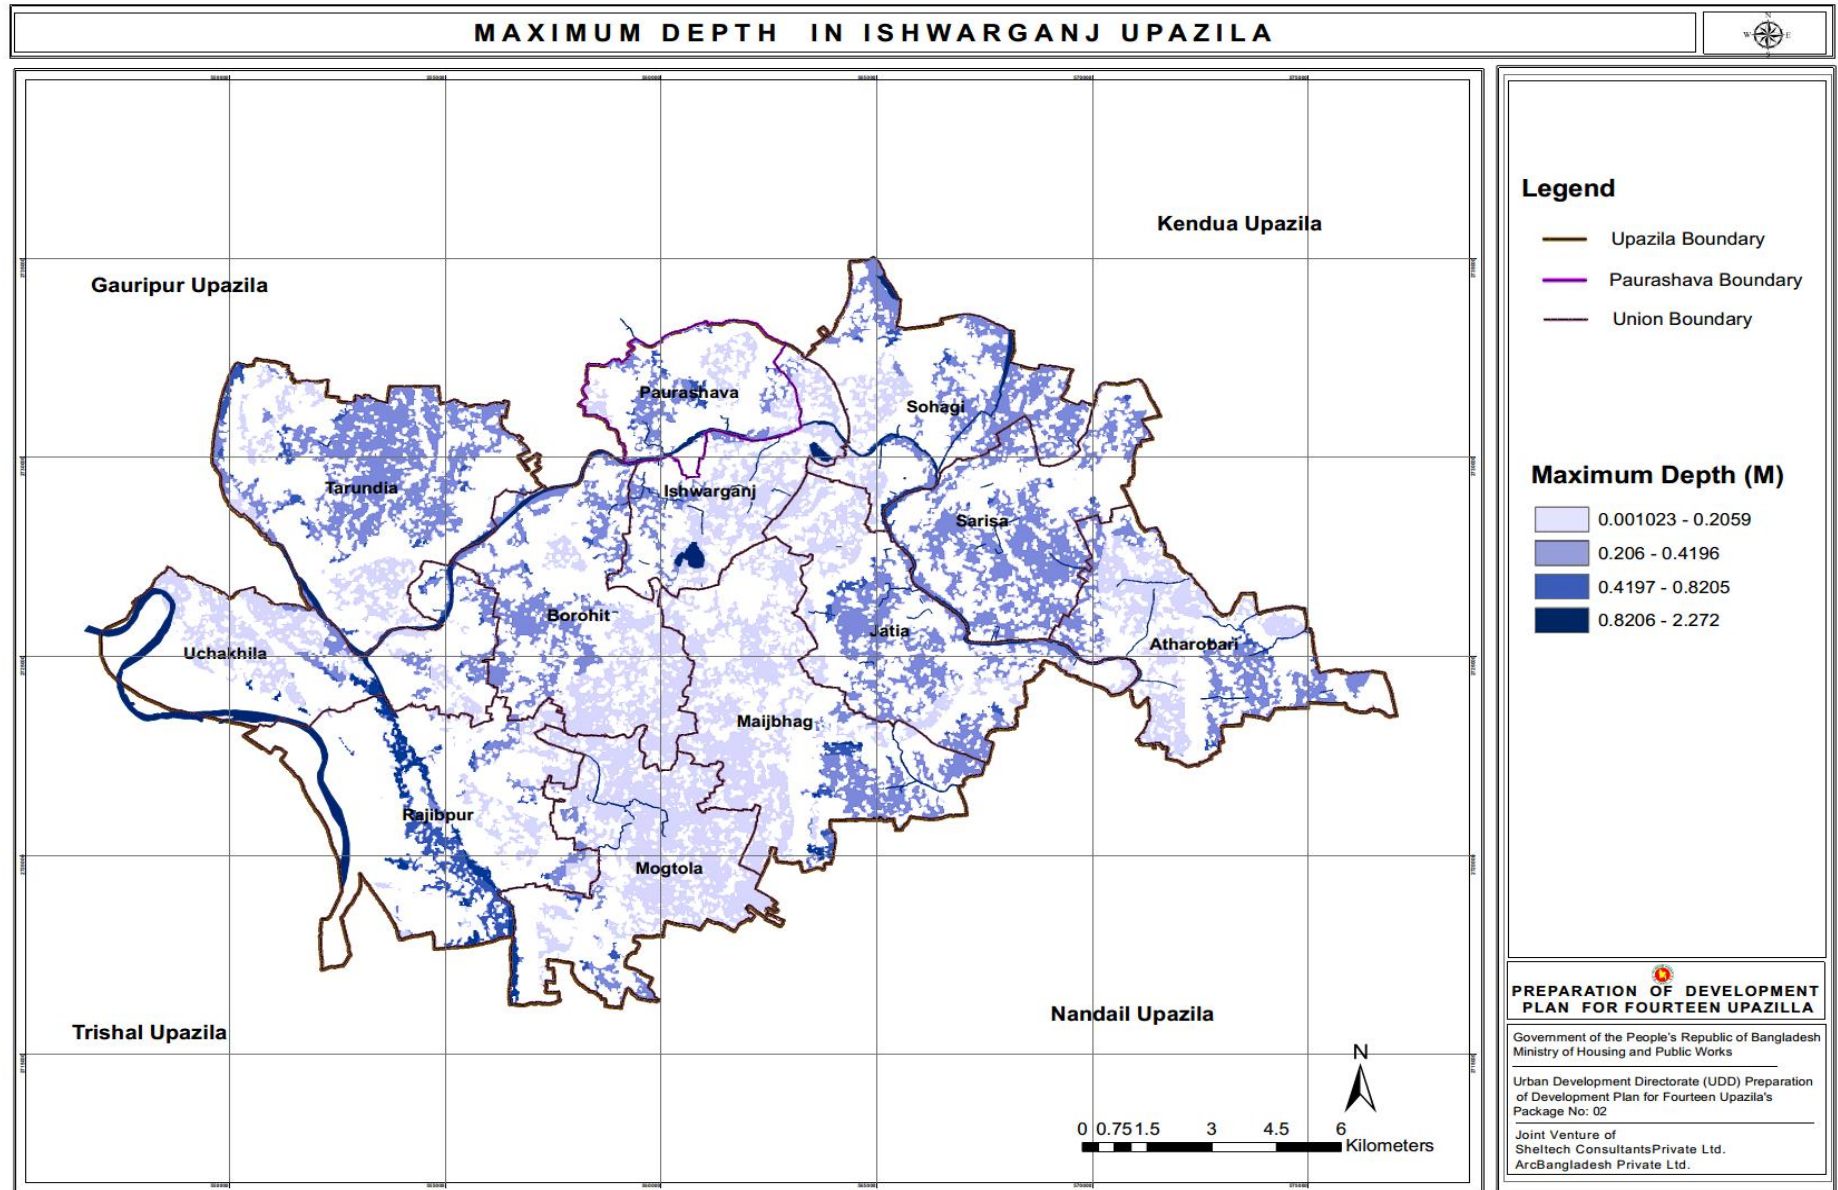 MAXIMUM DEPTH IN ISHWARGANJ UPAZILA
N
W E
S
Kendua Upazila
Gauripur Upazila
Paurashava
Sohagi
Tarundia
Ishwarganj
Sarisa
Borohit
Jatia
Uchakhila
Atharobari
Maijbhag
Rajibpur
Mogtola
Trishal Upazila
Nandail Upazila
N
0 0.75 1.5 3 4.5 6
Kilometers
Legend
Upazila Boundary
Paurashava Boundary
Union Boundary
Maximum Depth (M)
0.001023 - 0.2059
0.206 - 0.4196
0.4197 - 0.8205
0.8206 - 2.272
PREPARATION OF DEVELOPMENT
PLAN FOR FOURTEEN UPAZILLA
Government of the People's Republic of Bangladesh
Ministry of Housing and Public Works
Urban Development Directorate (UDD) Preparation
of Development Plan for Fourteen Upazila's
Package No: 02
Joint Venture of
Sheltech ConsultantsPrivate Ltd.
ArcBangladesh Private Ltd.